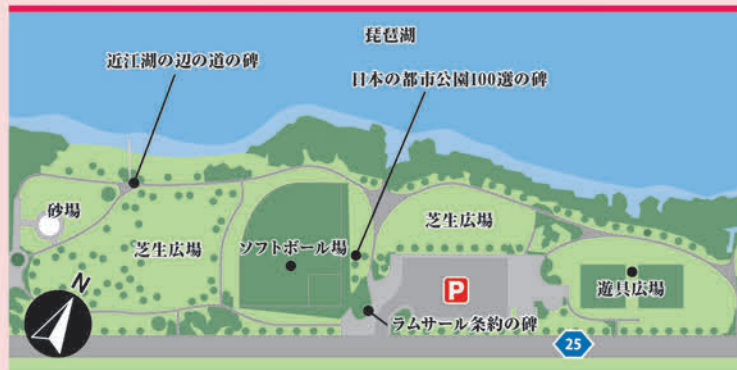 琵琶湖
近江湖の辺の道の碑
日本の都市公園100選の碑
砂場
芝生広場
ソフトボール場
芝生広場
遊具広場
P
ラムサール条約の碑
N
25